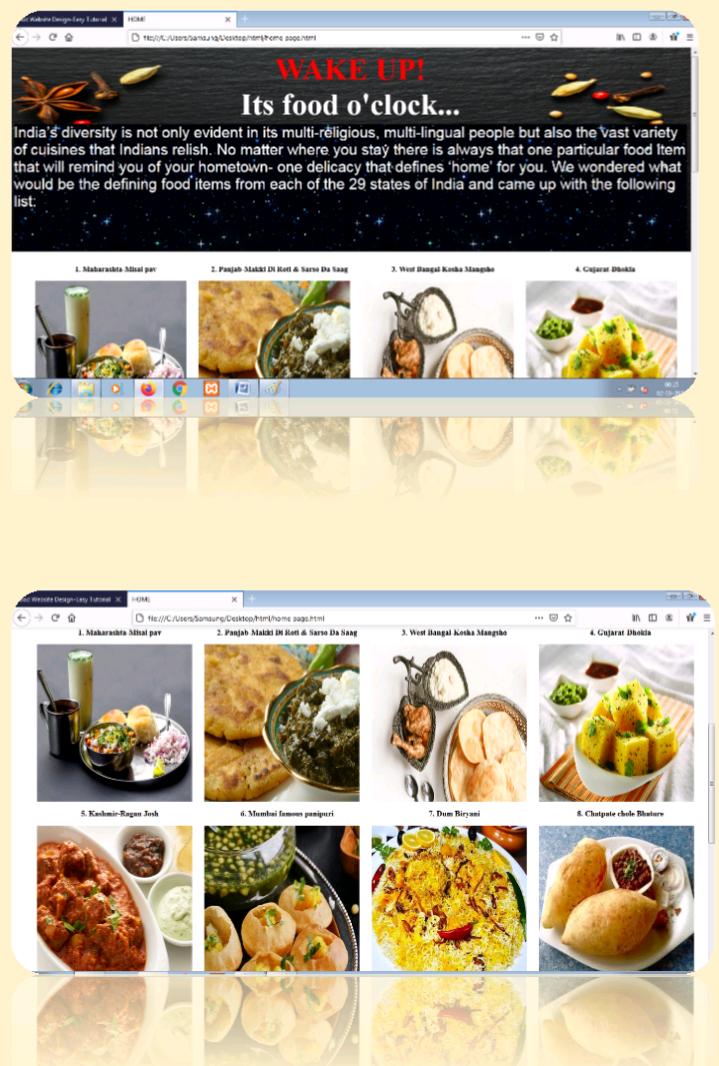 Website Design-Easy Tutorial
HOME
file:///C:/Users/Samsung/Desktop/html/home page.html
WAKE UP!
Its food o'clock...
India's diversity is not only evident in its multi-religious, multi-lingual people but also the vast variety
of cuisines that Indians relish. No matter where you stay there is always that one particular food Item
that will remind you of your hometown- one delicacy that defines 'home' for you. We wondered what
would be the defining food items from each of the 29 states of India and came up with the following
list:
1. Maharashta-Misal pav
2. Panjab-Makki Di Roti & Sarso Da Saag
3. West Bangal-Kosha Mangsho
4. Gujarat-Dhokla
Website Design-Easy Tutorial
HOME
file:///C:/Users/Samsung/Desktop/html/home page.html
1. Maharashta-Misal pav
2. Panjab-Makki Di Roti & Sarso Da Saag
3. West Bangal-Kosha Mangsho
4. Gujarat-Dhokla
5. Kashmir-Rogan Josh
6. Mumbai famous panipuri
7. Dum Biryani
8. Chatpate chole Bhature